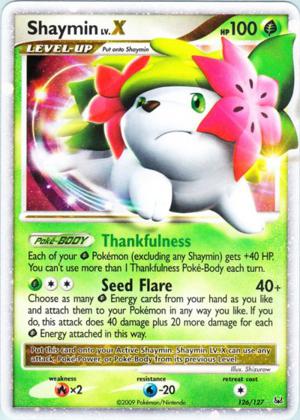 Shaymin LV.X HP100
LEVEL-UP Put onto Shaymin
Poké-BODY Thankfulness
Each of your Pokémon (excluding any Shaymin) gets +40 HP.
You can't use more than 1 Thankfulness Poké-Body each turn.
Seed Flare 40+
Choose as many Energy cards from your hand as you like
and attach them to your Pokémon in any way you like. If you
do, this attack does 40 damage plus 20 more damage for each
Energy attached in this way.
Put this card onto your Active Shaymin. Shaymin LV.X can use any
attack, Poké-Power, or Poké-Body from its previous Level.
Illus. Shizurow
weakness resistance retreat cost
×2 -20
©2009 Pokémon/Nintendo 126/127